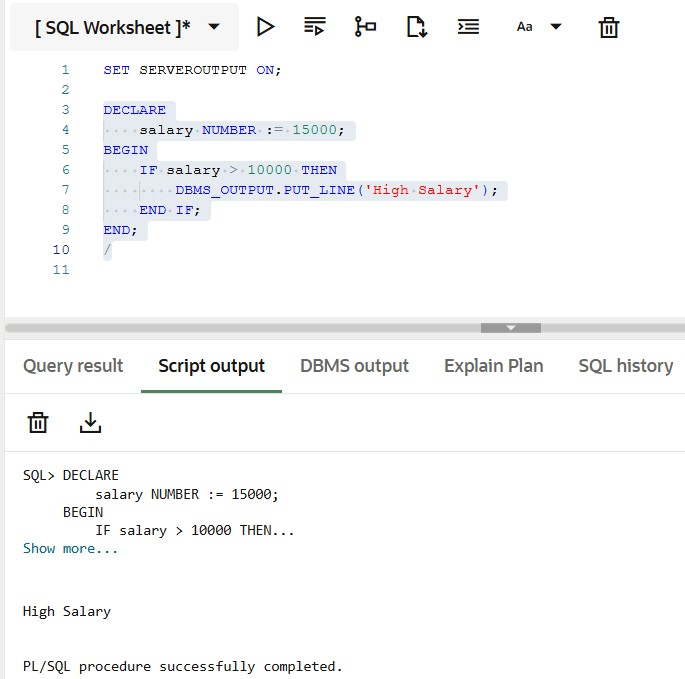 [ SQL Worksheet ]*
Aa
1 SET SERVEROUTPUT ON;
2
3 DECLARE
4     salary NUMBER := 15000;
5 BEGIN
6     IF salary > 10000 THEN
7         DBMS_OUTPUT.PUT_LINE('High Salary');
8     END IF;
9 END;
10 /
11
Query result Script output DBMS output Explain Plan SQL history
SQL> DECLARE
         salary NUMBER := 15000;
     BEGIN
         IF salary > 10000 THEN...
Show more...
High Salary
PL/SQL procedure successfully completed.